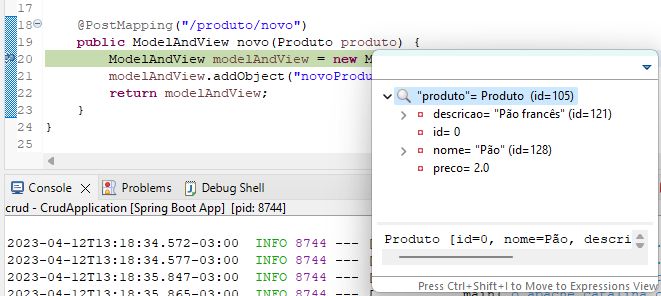 17
18
@PostMapping("/produto/novo")
19 public ModelAndView novo(Produto produto) {
20 ModelAndView modelAndView = new M
21 modelAndView.addObject("novoProdu
22 return modelAndView;
23 }
24 }
25
"produto"= Produto (id=105)
descricao= "Pão francês" (id=121)
id= 0
nome= "Pão" (id=128)
preco= 2.0
Produto [id=0, nome=Pão, descri
Press Ctrl+Shift+I to Move to Expressions View
Console Problems Debug Shell
crud - CrudApplication [Spring Boot App] [pid: 8744]
2023-04-12T13:18:34.572-03:00 INFO 8744 --- [
2023-04-12T13:18:34.577-03:00 INFO 8744 --- [
2023-04-12T13:18:35.847-03:00 INFO 8744 --- [
2023-04-12T13:18:35.865-03:00 INFO 8744 --- [